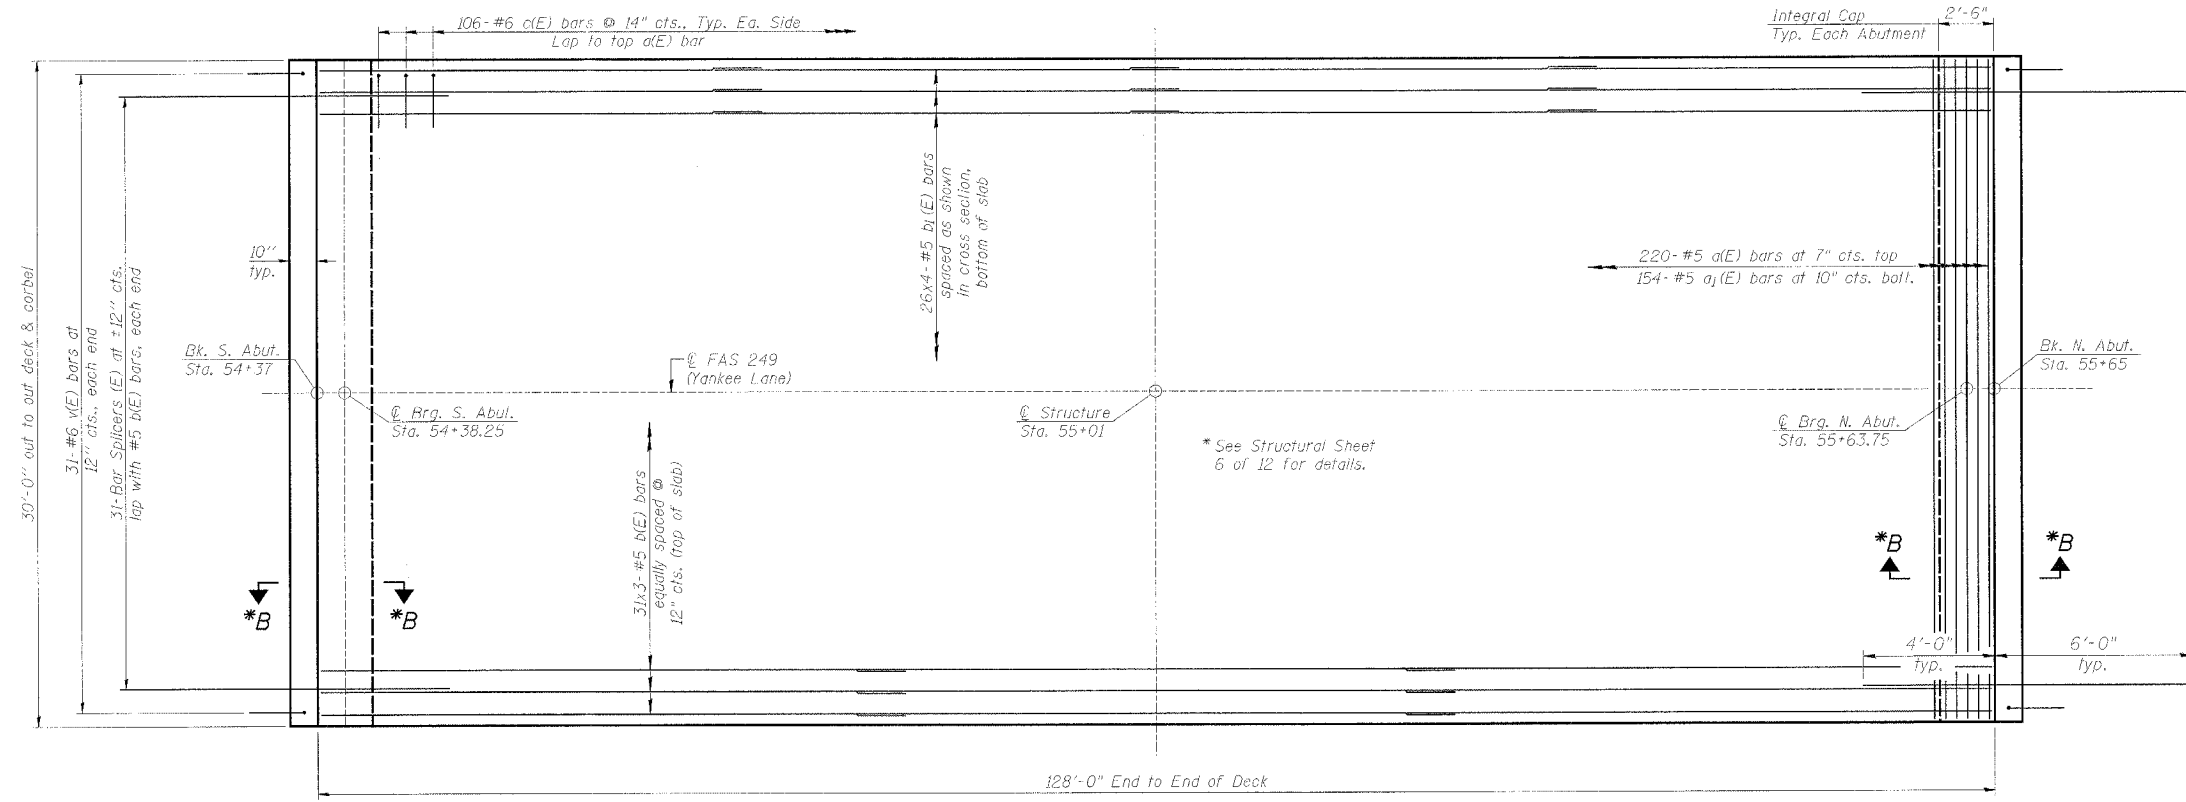 106-#6 c(E) bars @ 14" cts., Typ. Ea. Side
Lap to top a(E) bar
Integral Cap
Typ. Each Abutment
2'-6"
30'-0" out to out deck & corbel
31-#6 v(E) bars at
12" cts., each end
31-Bar Splicers (E) at ±12" cts.
lap with #5 b(E) bars, each end
10"
typ.
26x4-#5 b1(E) bars
spaced as shown
in cross section,
bottom of slab
220-#5 a(E) bars at 7" cts. top
154-#5 a1(E) bars at 10" cts. bott.
Bk. S. Abut.
Sta. 54+37
℄ FAS 249
(Yankee Lane)
Bk. N. Abut.
Sta. 55+65
℄ Brg. S. Abut.
Sta. 54+38.25
℄ Structure
Sta. 55+01
℄ Brg. N. Abut.
Sta. 55+63.75
* See Structural Sheet
6 of 12 for details.
31x3-#5 b(E) bars
equally spaced @
12" cts. (top of slab)
*B
*B
*B
*B
4'-0"
typ.
6'-0"
typ.
128'-0" End to End of Deck